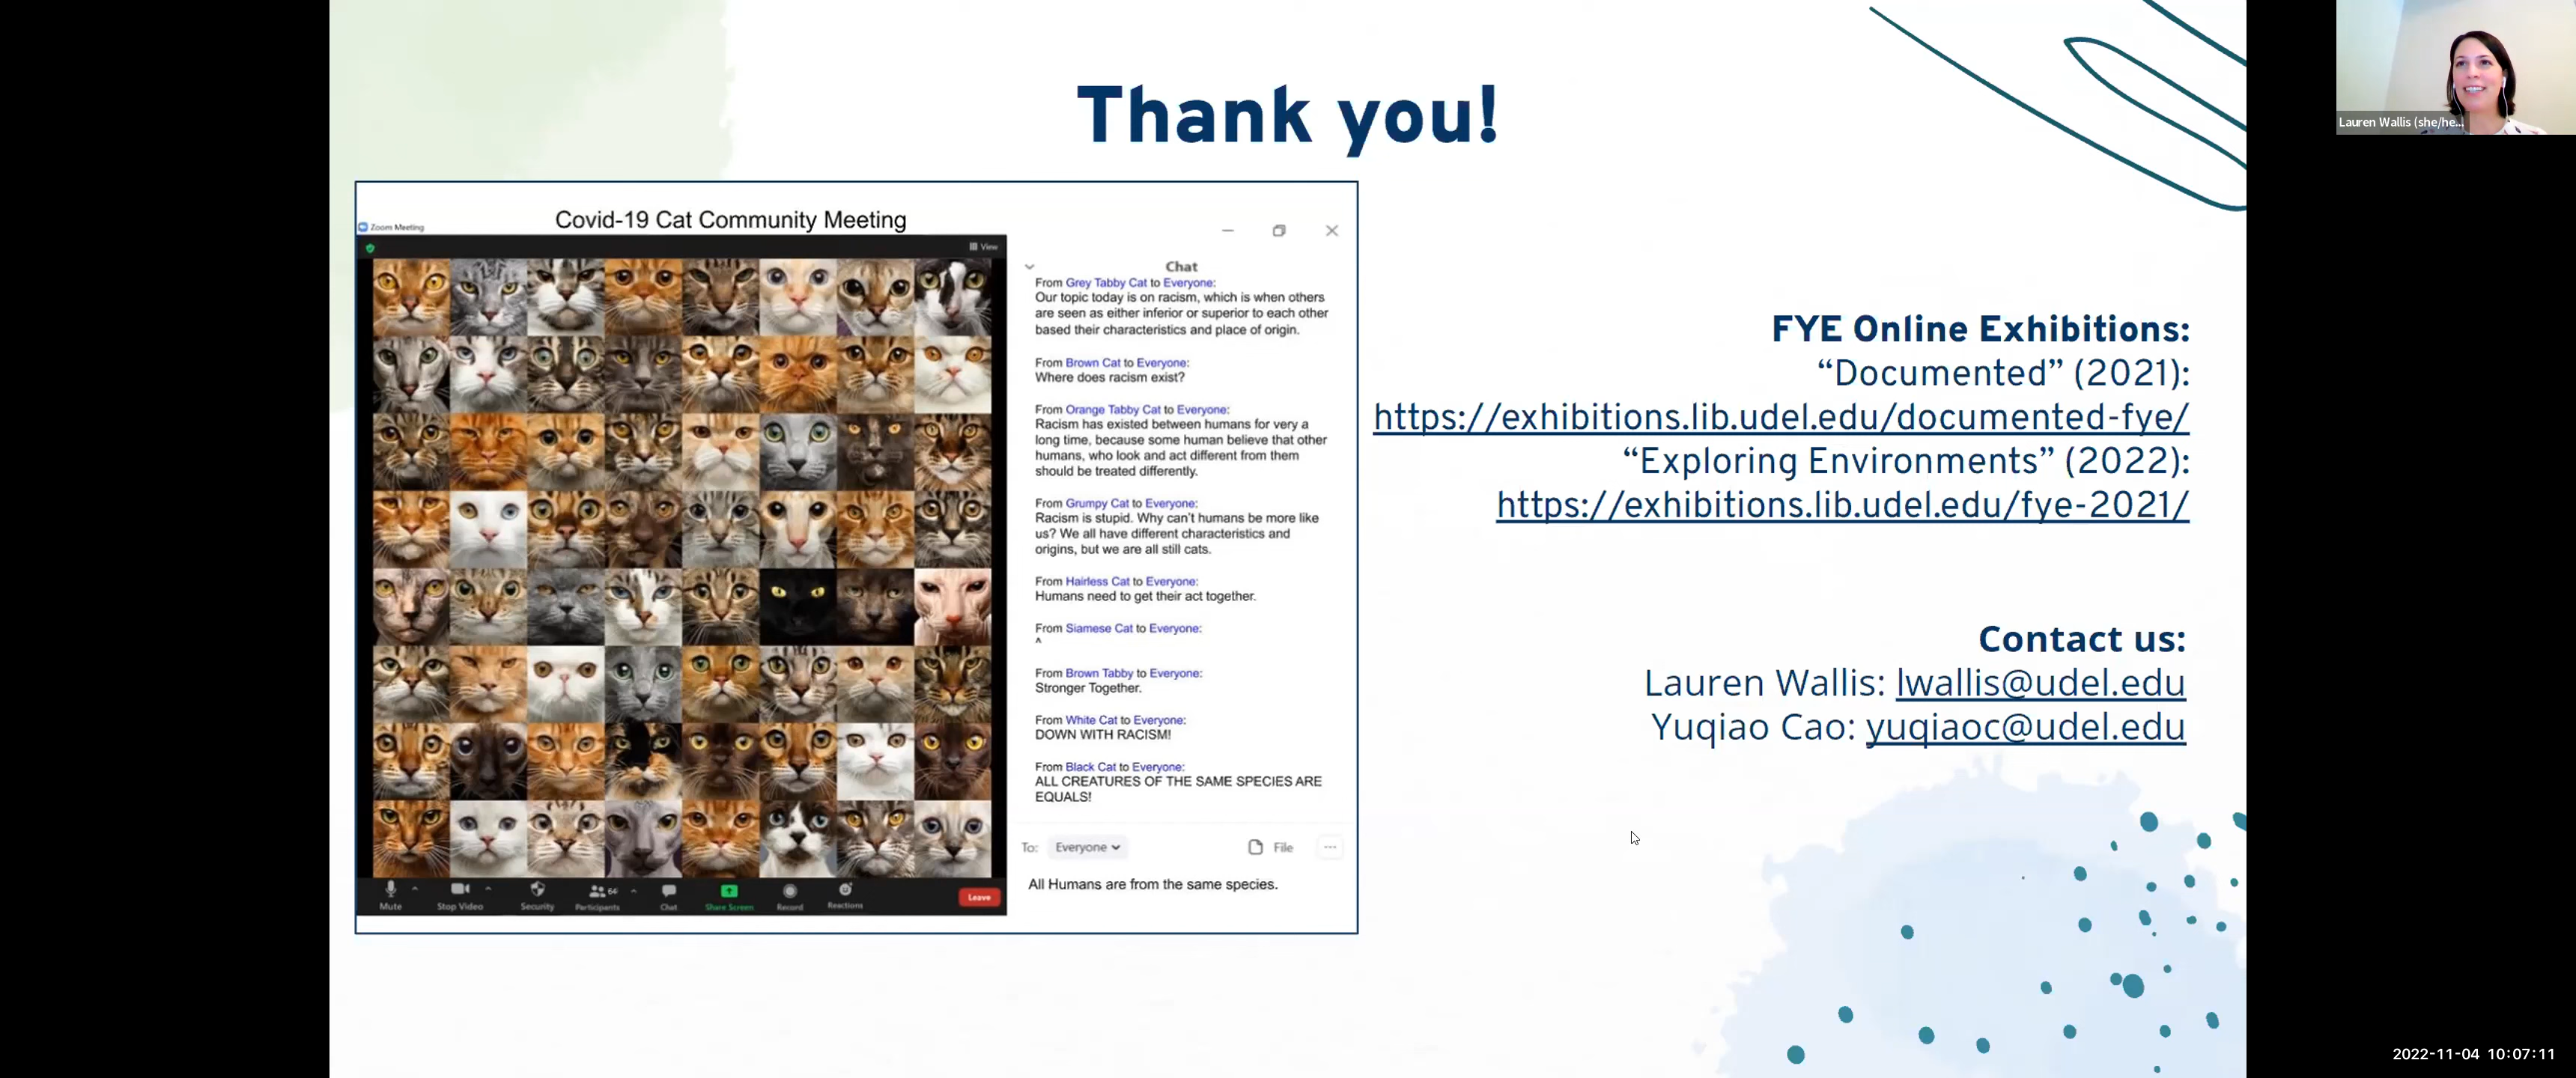 Thank you!
Covid-19 Cat Community Meeting
Zoom Meeting
View
Chat
From Grey Tabby Cat to Everyone:
Our topic today is on racism, which is when others
are seen as either inferior or superior to each other
based their characteristics and place of origin.
From Brown Cat to Everyone:
Where does racism exist?
From Orange Tabby Cat to Everyone:
Racism has existed between humans for very a
long time, because some human believe that other
humans, who look and act different from them
should be treated differently.
From Grumpy Cat to Everyone:
Racism is stupid. Why can't humans be more like
us? We all have different characteristics and
origins, but we are all still cats.
From Hairless Cat to Everyone:
Humans need to get their act together.
From Siamese Cat to Everyone:
^
From Brown Tabby to Everyone:
Stronger Together.
From White Cat to Everyone:
DOWN WITH RACISM!
From Black Cat to Everyone:
ALL CREATURES OF THE SAME SPECIES ARE
EQUALS!
To: Everyone File
All Humans are from the same species.
Mute Stop Video Security Participants 64 Chat Share Screen Record Reactions Leave
FYE Online Exhibitions:
“Documented” (2021):
https://exhibitions.lib.udel.edu/documented-fye/
“Exploring Environments” (2022):
https://exhibitions.lib.udel.edu/fye-2021/
Contact us:
Lauren Wallis: lwallis@udel.edu
Yuqiao Cao: yuqiaoc@udel.edu
Lauren Wallis (she/he...
2022-11-04 10:07:11